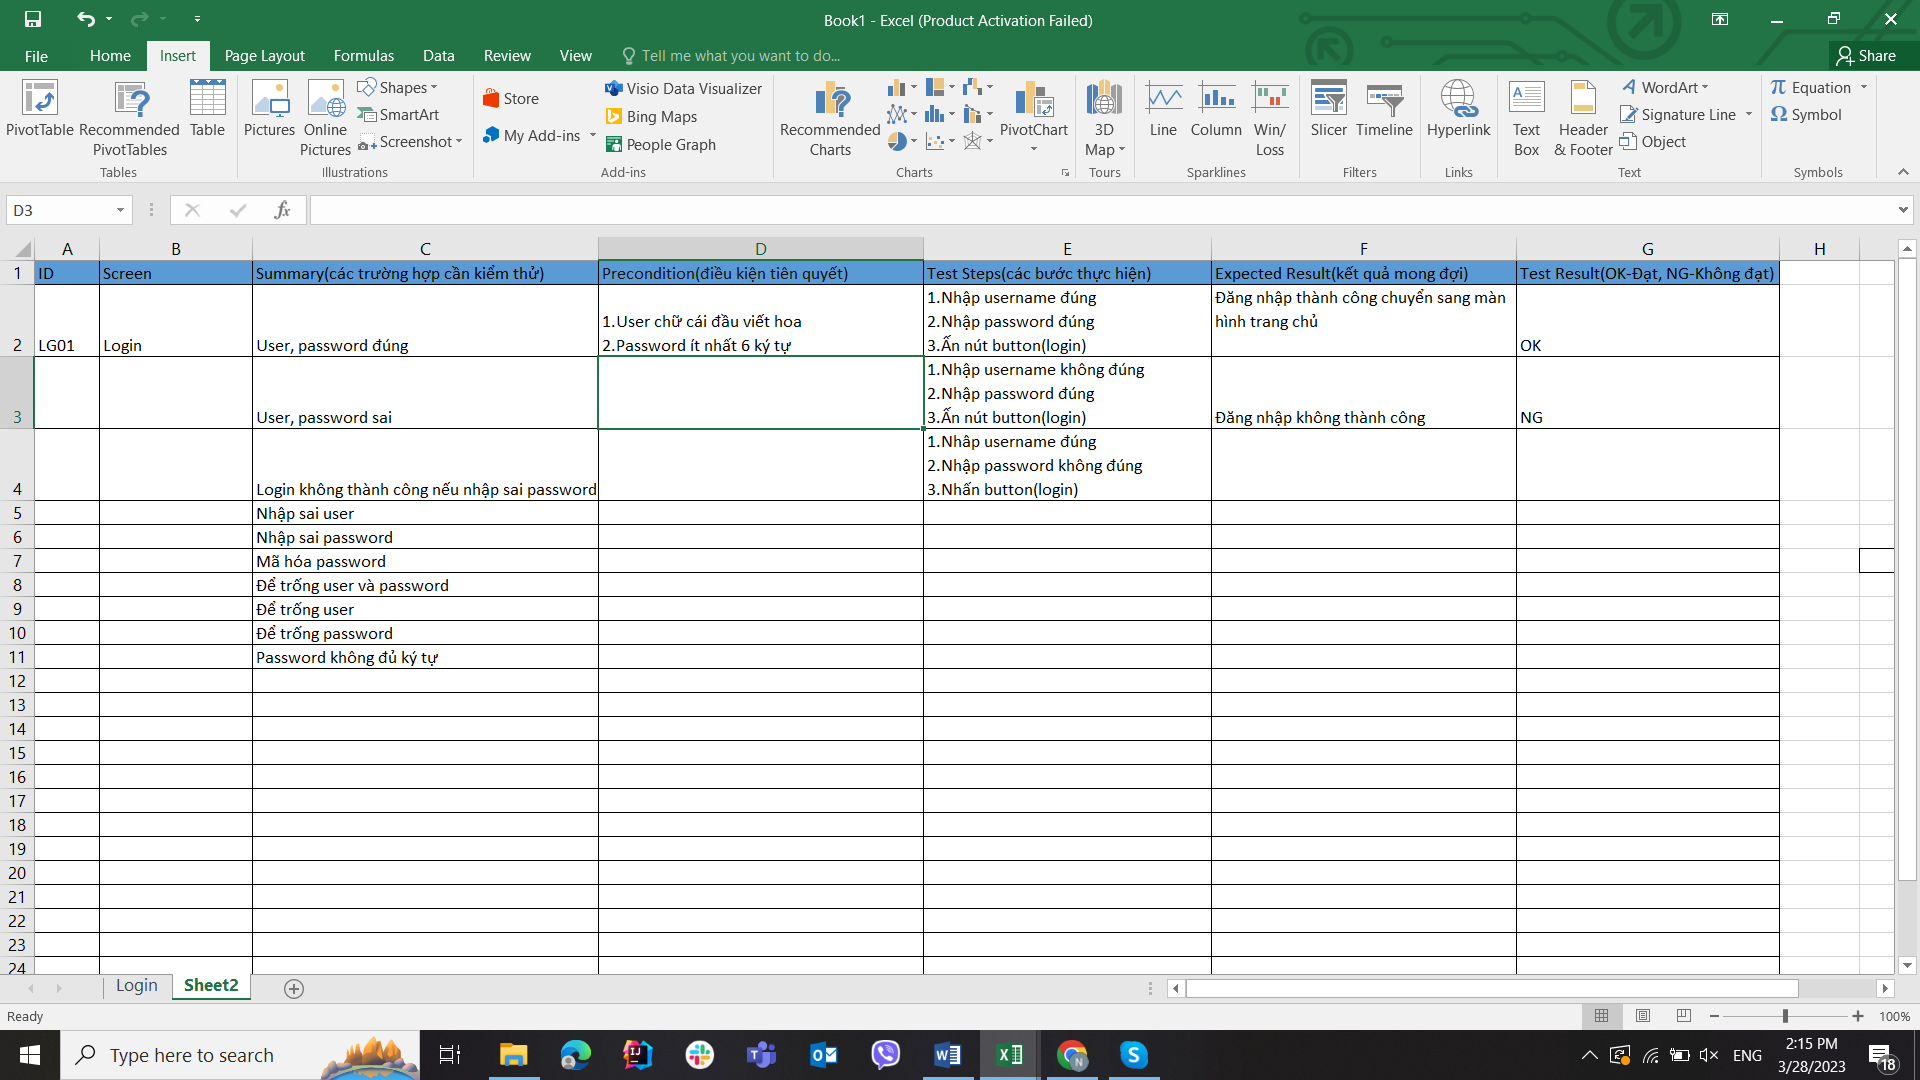 Book1 - Excel (Product Activation Failed)
File Home Insert Page Layout Formulas Data Review View Tell me what you want to do... Share
PivotTable
Recommended
PivotTables
Table
Tables
Pictures
Online
Pictures
Shapes
SmartArt
Screenshot
Illustrations
Store
My Add-ins
Visio Data Visualizer
Bing Maps
People Graph
Add-ins
Recommended
Charts
PivotChart
Charts
3D
Map
Tours
Line
Column
Win/
Loss
Sparklines
Slicer
Timeline
Filters
Hyperlink
Links
Text
Box
Header
& Footer
WordArt
Signature Line
Object
Text
Equation
Symbol
Symbols
D3
fx
A B C D E F G H
1 ID Screen Summary(các trường hợp cần kiểm thử) Precondition(điều kiện tiên quyết) Test Steps(các bước thực hiện) Expected Result(kết quả mong đợi) Test Result(OK-Đạt, NG-Không đạt)
1.Nhập username đúng Đăng nhập thành công chuyển sang màn
1.User chữ cái đầu viết hoa 2.Nhập password đúng hình trang chủ
2 LG01 Login User, password đúng 2.Password ít nhất 6 ký tự 3.Ấn nút button(login) OK
1.Nhập username không đúng
2.Nhập password đúng
3 User, password sai 3.Ấn nút button(login) Đăng nhập không thành công NG
1.Nhâp username đúng
2.Nhập password không đúng
4 Login không thành công nếu nhập sai password 3.Nhấn button(login)
5 Nhập sai user
6 Nhập sai password
7 Mã hóa password
8 Để trống user và password
9 Để trống user
10 Để trống password
11 Password không đủ ký tự
12
13
14
15
16
17
18
19
20
21
22
23
24
Login Sheet2
Ready 100%
Type here to search
ENG
2:15 PM
3/28/2023
18